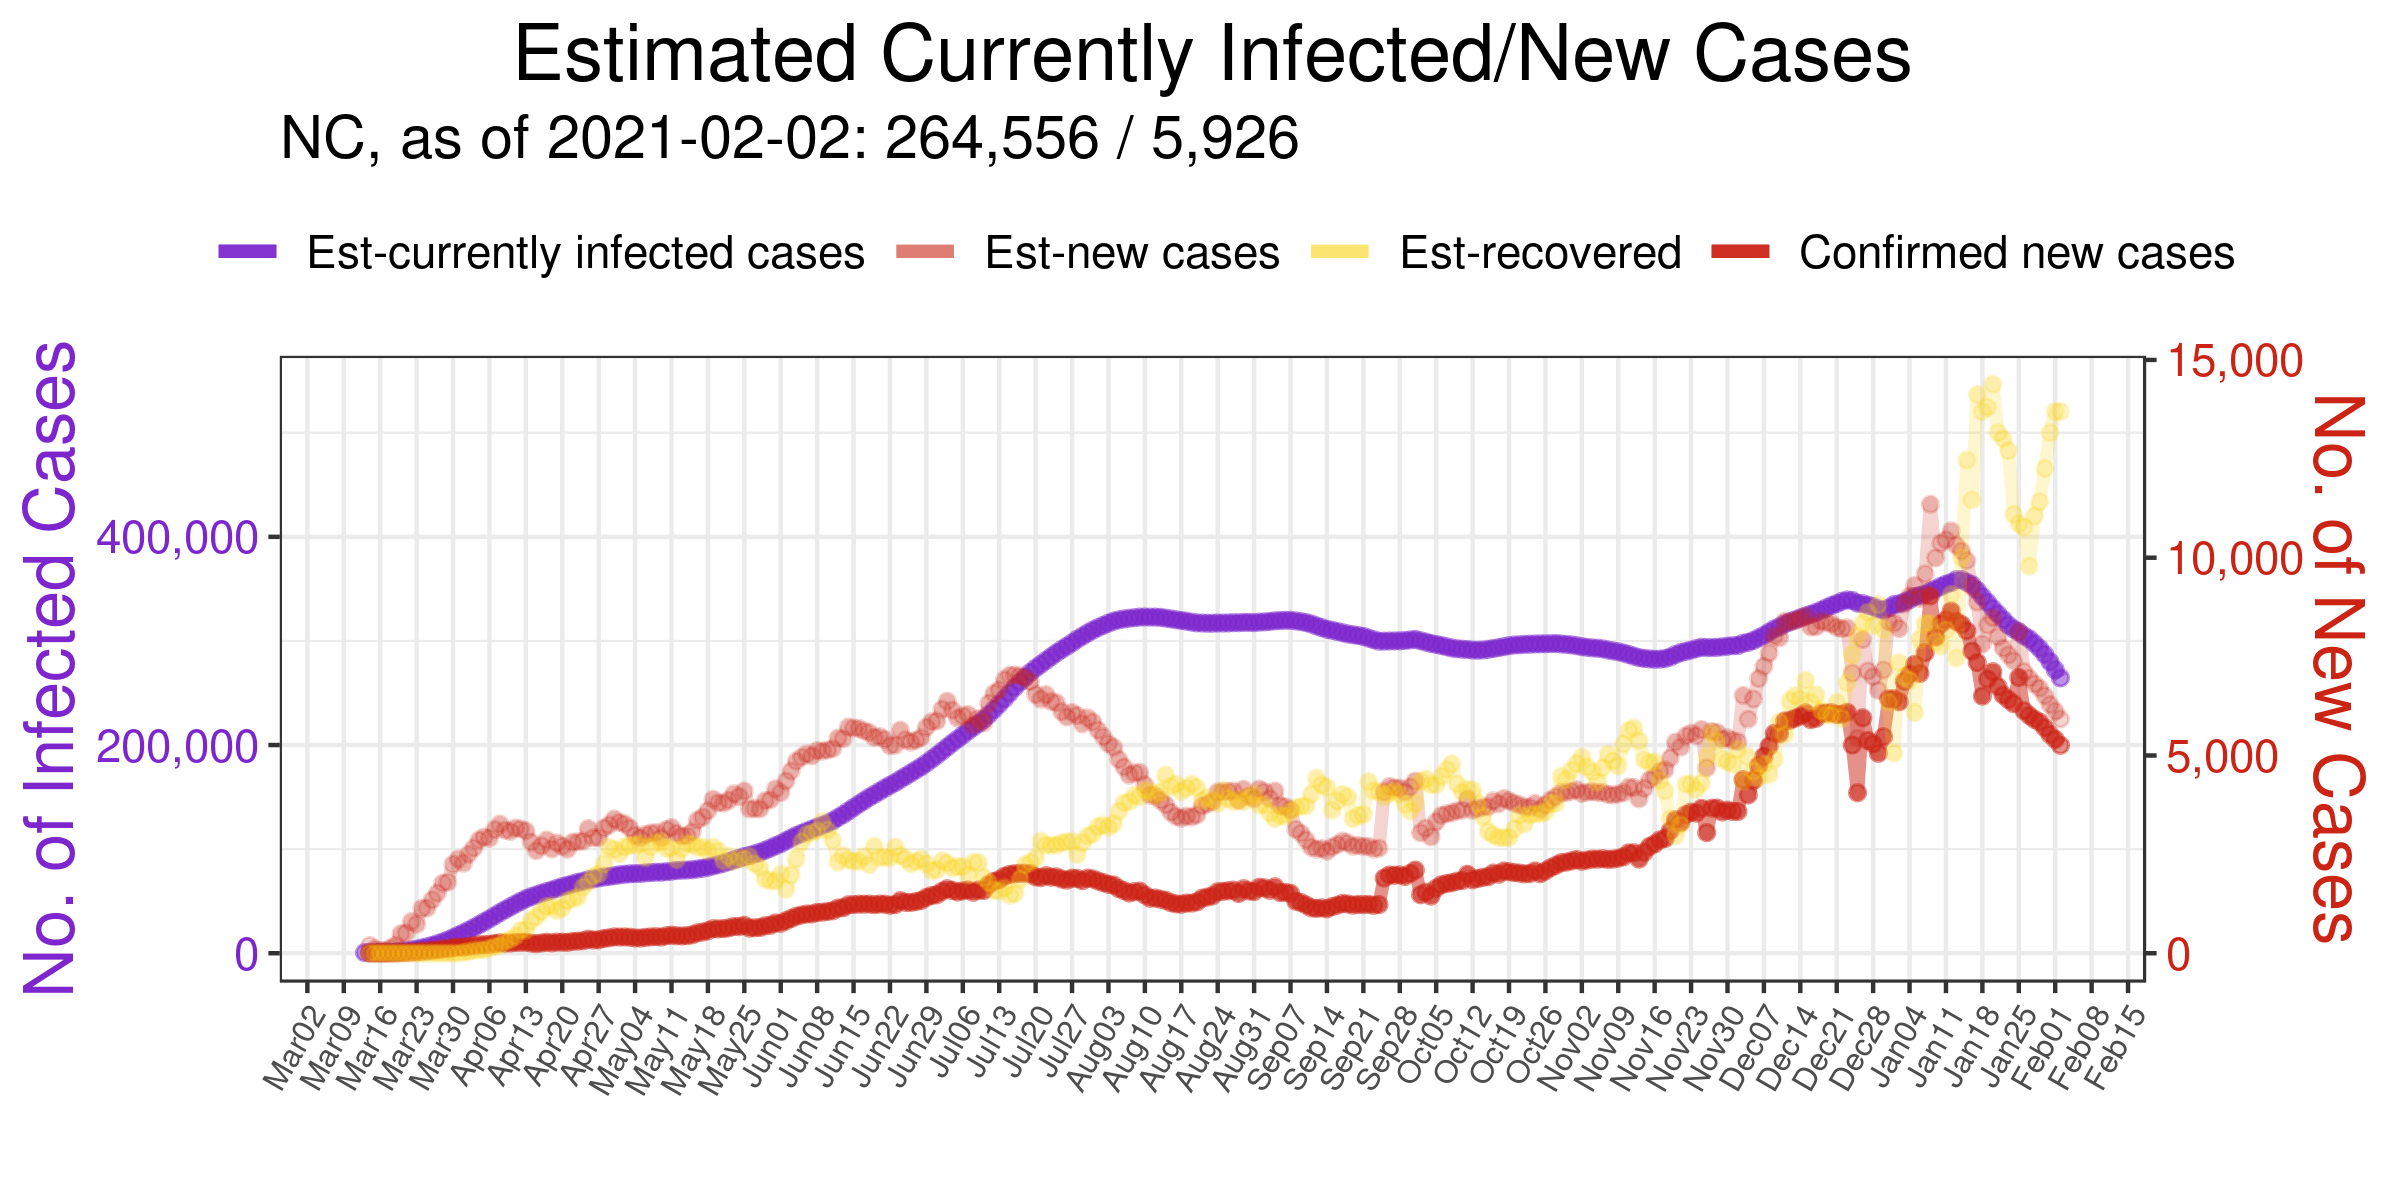 Estimated Currently Infected/New Cases
NC, as of 2021-02-02: 264,556 / 5,926
Est-currently infected cases Est-new cases Est-recovered Confirmed new cases
No. of Infected Cases
400,000
200,000
0
15,000
10,000
5,000
0
No. of New Cases
Mar02 Mar09 Mar16 Mar23 Mar30 Apr06 Apr13 Apr20 Apr27 May04 May11 May18 May25 Jun01 Jun08 Jun15 Jun22 Jun29 Jul06 Jul13 Jul20 Jul27 Aug03 Aug10 Aug17 Aug24 Aug31 Sep07 Sep14 Sep21 Sep28 Oct05 Oct12 Oct19 Oct26 Nov02 Nov09 Nov16 Nov23 Nov30 Dec07 Dec14 Dec21 Dec28 Jan04 Jan11 Jan18 Jan25 Feb01 Feb08 Feb15